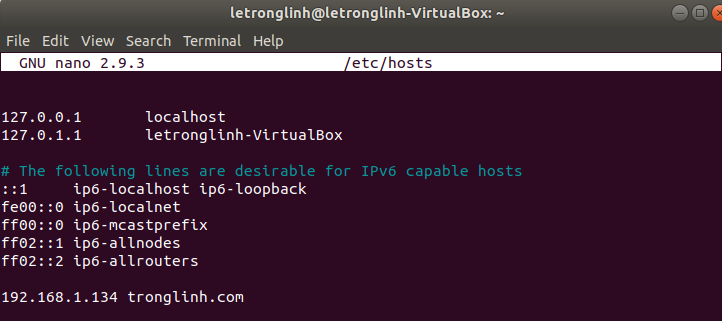 letronglinh@letronglinh-VirtualBox: ~
File Edit View Search Terminal Help
GNU nano 2.9.3 /etc/hosts
127.0.0.1 localhost
127.0.1.1 letronglinh-VirtualBox
# The following lines are desirable for IPv6 capable hosts
::1 ip6-localhost ip6-loopback
fe00::0 ip6-localnet
ff00::0 ip6-mcastprefix
ff02::1 ip6-allnodes
ff02::2 ip6-allrouters
192.168.1.134 tronglinh.com